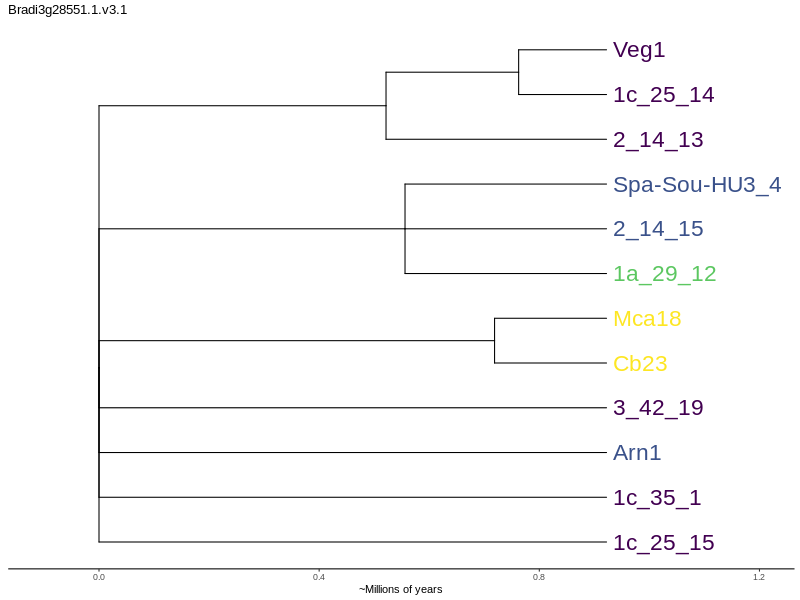 Bradi3g28551.1.v3.1
Veg1
1c_25_14
2_14_13
Spa-Sou-HU3_4
2_14_15
1a_29_12
Mca18
Cb23
3_42_19
Arn1
1c_35_1
1c_25_15
0.0 0.4 0.8 1.2
~Millions of years